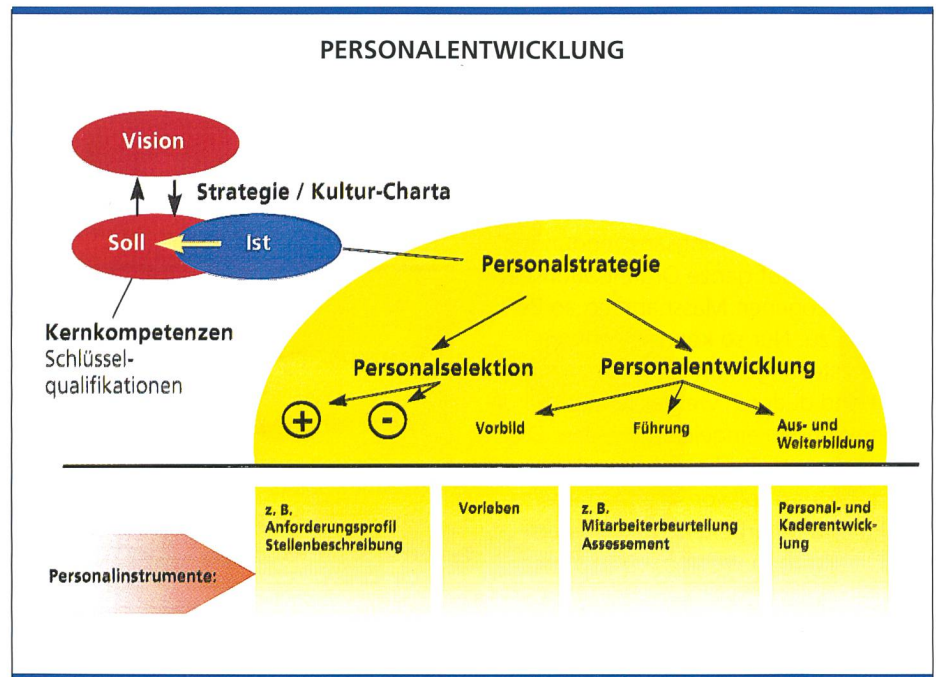 PERSONALENTWICKLUNG
Vision
Strategie / Kultur-Charta
Soll
Ist
Personalstrategie
Kernkompetenzen
Schlüssel-
qualifikationen
Personalselektion
Personalentwicklung
+
-
Vorbild
Führung
Aus- und
Weiterbildung
Personalinstrumente:
z. B.
Anforderungsprofil
Stellenbeschreibung
Vorleben
z. B.
Mitarbeiterbeurteilung
Assessement
Personal- und
Kaderentwick-
lung